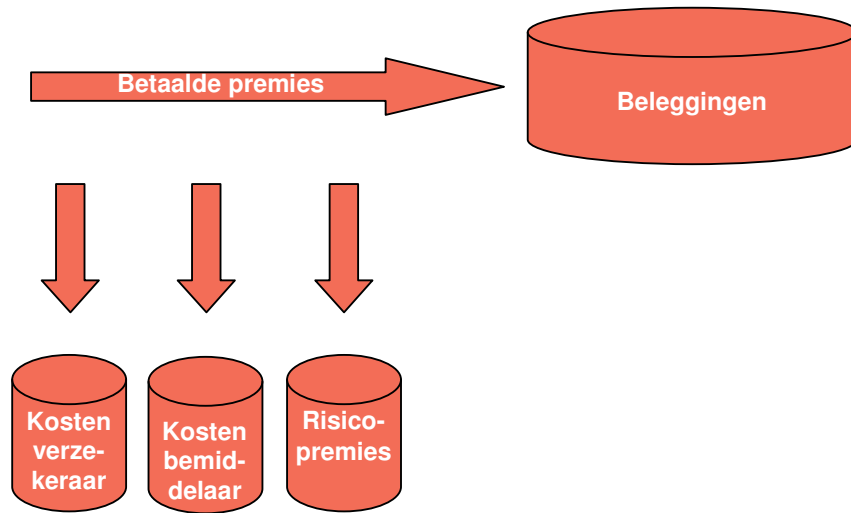 Betaalde premies
Beleggingen
Kosten
verze-
keraar
Kosten
bemid-
delaar
Risico-
premies